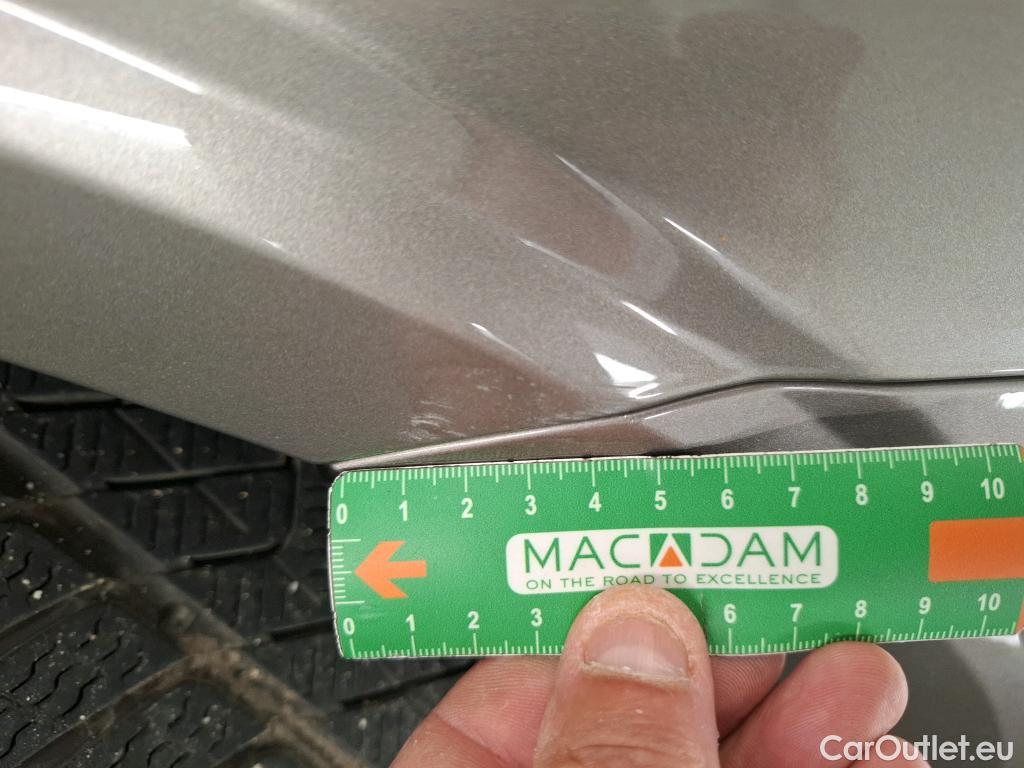 0 1 2 3 4 5 6 7 8 9 10
MACADAM
ON THE ROAD TO EXCELLENCE
0 1 2 3 6 7 8 9 10
CarOutlet.eu